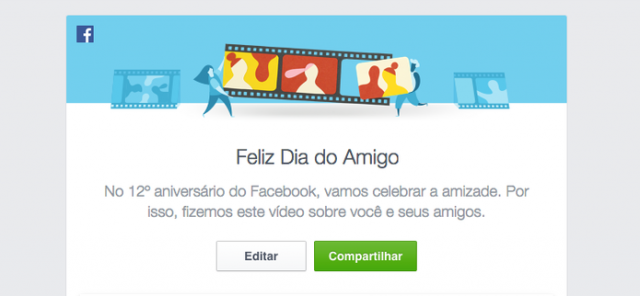 Feliz Dia do Amigo
No 12º aniversário do Facebook, vamos celebrar a amizade. Por
isso, fizemos este vídeo sobre você e seus amigos.
Editar
Compartilhar